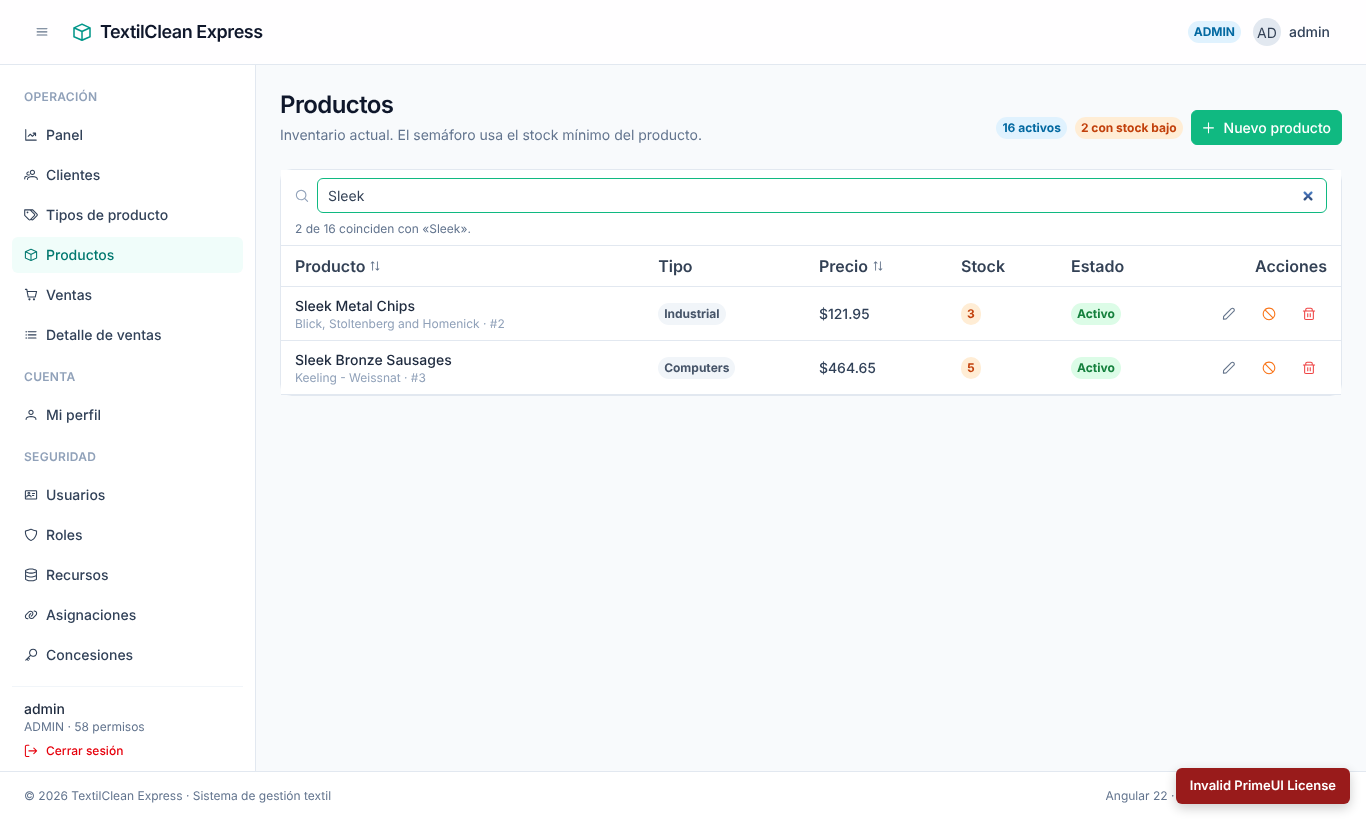 TextilClean Express
ADMIN
AD
admin
OPERACIÓN
Panel
Clientes
Tipos de producto
Productos
Ventas
Detalle de ventas
CUENTA
Mi perfil
SEGURIDAD
Usuarios
Roles
Recursos
Asignaciones
Concesiones
admin
ADMIN · 58 permisos
Cerrar sesión
Productos
Inventario actual. El semáforo usa el stock mínimo del producto.
16 activos
2 con stock bajo
Nuevo producto
Sleek
2 de 16 coinciden con «Sleek».
Producto Tipo Precio Stock Estado Acciones
Sleek Metal Chips Industrial $121.95 3 Activo
Blick, Stoltenberg and Homenick · #2
Sleek Bronze Sausages Computers $464.65 5 Activo
Keeling - Weissnat · #3
© 2026 TextilClean Express · Sistema de gestión textil
Angular 22 ·
Invalid PrimeUI License